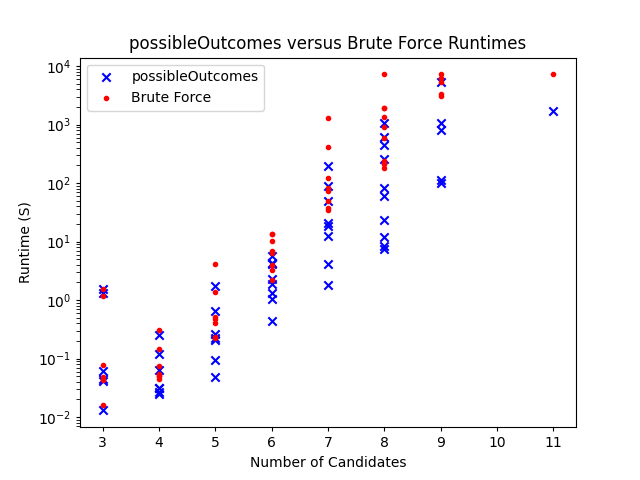 possibleOutcomes versus Brute Force Runtimes
possibleOutcomes
Brute Force
10⁴
10³
10²
10¹
10⁰
10⁻¹
10⁻²
Runtime (S)
3 4 5 6 7 8 9 10 11
Number of Candidates